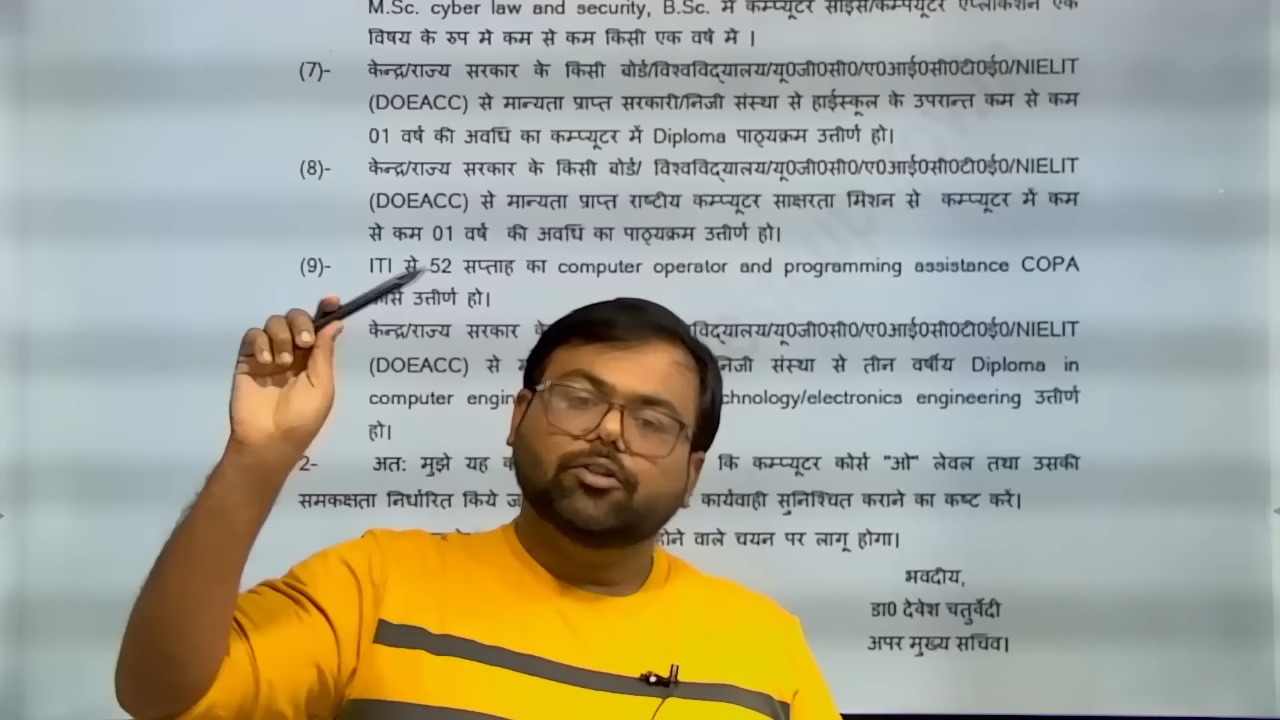 M.Sc. cyber law and security, B.Sc. में कम्प्यूटर साइंस/कम्पयूटर एप्लीकेशन एक
विषय के रुप मे कम से कम किसी एक वर्ष मे |
(7)- केन्द्र/राज्य सरकार के किसी बोर्ड/विश्वविद्यालय/यू0जी0सी0/ए0आई0सी0टी0ई0/NIELIT
(DOEACC) से मान्यता प्राप्त सरकारी/निजी संस्था से हाईस्कूल के उपरान्त कम से कम
01 वर्ष की अवधि का कम्प्यूटर में Diploma पाठ्यक्रम उत्तीर्ण हो।
(8)- केन्द्र/राज्य सरकार के किसी बोर्ड/ विश्वविद्यालय/यू0जी0सी0/ए0आई0सी0टी0ई0/NIELIT
(DOEACC) से मान्यता प्राप्त राष्टीय कम्प्यूटर साक्षरता मिशन से कम्प्यूटर में कम
से कम 01 वर्ष की अवधि का पाठ्यक्रम उत्तीर्ण हो।
(9)- ITI से 52 सप्ताह का computer operator and programming assistance COPA
उत्तीर्ण हो।
केन्द्र/राज्य सरकार /यू0जी0सी0/ए0आई0सी0टी0ई0/NIELIT
(DOEACC) से संस्था से तीन वर्षीय Diploma in
computer engineering उत्तीर्ण
हो।
2- अत: मुझे यह कि कम्प्यूटर कोर्स "ओ" लेवल तथा उसकी
समकक्षता निर्धारित किये कार्यवाही सुनिश्चित कराने का कष्ट करें।
होने वाले चयन पर लागू होगा।
भवदीय,
डा0 देवेश चतुर्वेदी
अपर मुख्य सचिव।